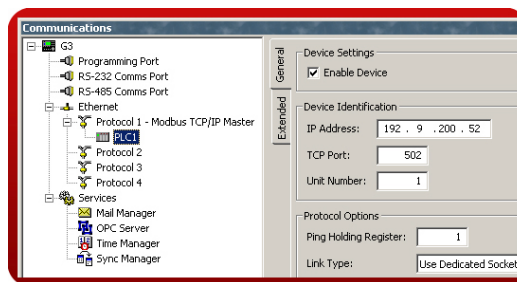 Communications
G3
Programming Port
RS-232 Comms Port
RS-485 Comms Port
Ethernet
Protocol 1 - Modbus TCP/IP Master
PLC1
Protocol 2
Protocol 3
Protocol 4
Services
Mail Manager
OPC Server
Time Manager
Sync Manager
General
Extended
Device Settings
Enable Device
Device Identification
IP Address: 192 . 9 .200 . 52
TCP Port: 502
Unit Number: 1
Protocol Options
Ping Holding Register: 1
Link Type: Use Dedicated Socket